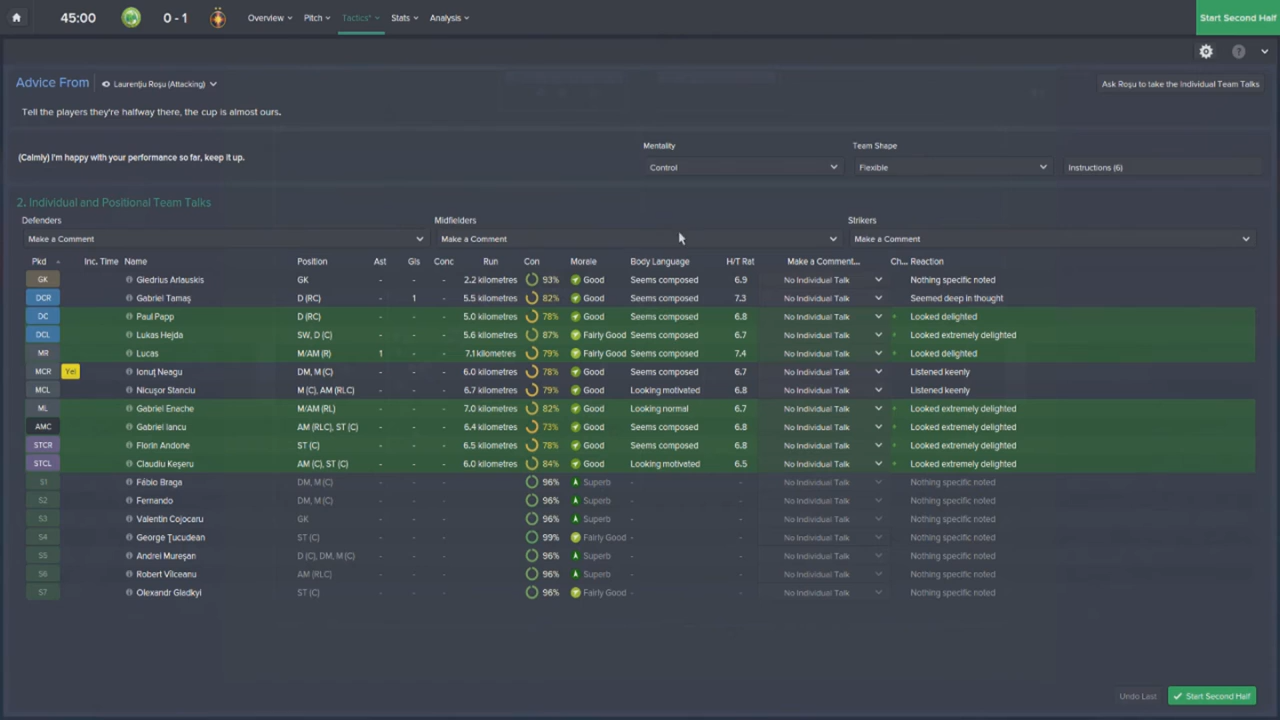 45:00 0 - 1 Overview Pitch Tactics* Stats Analysis Start Second Half
Advice From Laurenţiu Roşu (Attacking) Ask Roşu to take the Individual Team Talks
Tell the players they're halfway there, the cup is almost ours.
(Calmly) I'm happy with your performance so far, keep it up.
Mentality Team Shape
Control Flexible Instructions (6)
2. Individual and Positional Team Talks
Defenders Midfielders Strikers
Make a Comment Make a Comment Make a Comment
Pkd Inc. Time Name Position Ast Gls Conc Run Con Morale Body Language H/T Rat Make a Comment... Ch... Reaction
GK Giedrius Arlauskis GK - - - 2.2 kilometres 93% Good Seems composed 6.9 No Individual Talk Nothing specific noted
DCR Gabriel Tamaş D (RC) - 1 - 5.5 kilometres 82% Good Seems composed 7.3 No Individual Talk Seemed deep in thought
DC Paul Papp D (RC) - - - 5.0 kilometres 78% Good Seems composed 6.8 No Individual Talk Looked delighted
DCL Lukas Hejda SW, D (C) - - - 5.6 kilometres 87% Fairly Good Seems composed 6.7 No Individual Talk Looked extremely delighted
MR Lucas M/AM (R) 1 - - 7.1 kilometres 79% Fairly Good Seems composed 7.4 No Individual Talk Looked delighted
MCR Yel Ionuţ Neagu DM, M (C) - - - 6.0 kilometres 78% Good Seems composed 6.7 No Individual Talk Listened keenly
MCL Nicuşor Stanciu M (C), AM (RLC) - - - 6.7 kilometres 79% Good Looking motivated 6.8 No Individual Talk Listened keenly
ML Gabriel Enache M/AM (RL) - - - 7.0 kilometres 82% Good Looking normal 6.7 No Individual Talk Looked extremely delighted
AMC Gabriel Iancu AM (RLC), ST (C) - - - 6.4 kilometres 73% Good Seems composed 6.8 No Individual Talk Looked extremely delighted
STCR Florin Andone ST (C) - - - 6.5 kilometres 78% Good Seems composed 6.8 No Individual Talk Looked extremely delighted
STCL Claudiu Keşeru AM (C), ST (C) - - - 6.0 kilometres 84% Good Looking motivated 6.5 No Individual Talk Looked extremely delighted
S1 Fábio Braga DM, M (C) - - - 96% Superb - - No Individual Talk Nothing specific noted
S2 Fernando DM, M (C) - - - 96% Superb - - No Individual Talk Nothing specific noted
S3 Valentin Cojocaru GK - - - 96% Superb - - No Individual Talk Nothing specific noted
S4 George Ţucudean ST (C) - - - 99% Fairly Good - - No Individual Talk Nothing specific noted
S5 Andrei Mureşan D (C), DM, M (C) - - - 96% Superb - - No Individual Talk Nothing specific noted
S6 Robert Vîlceanu AM (RLC) - - - 96% Superb - - No Individual Talk Nothing specific noted
S7 Olexandr Gladkyi ST (C) - - - 96% Fairly Good - - No Individual Talk Nothing specific noted
Undo Last Start Second Half